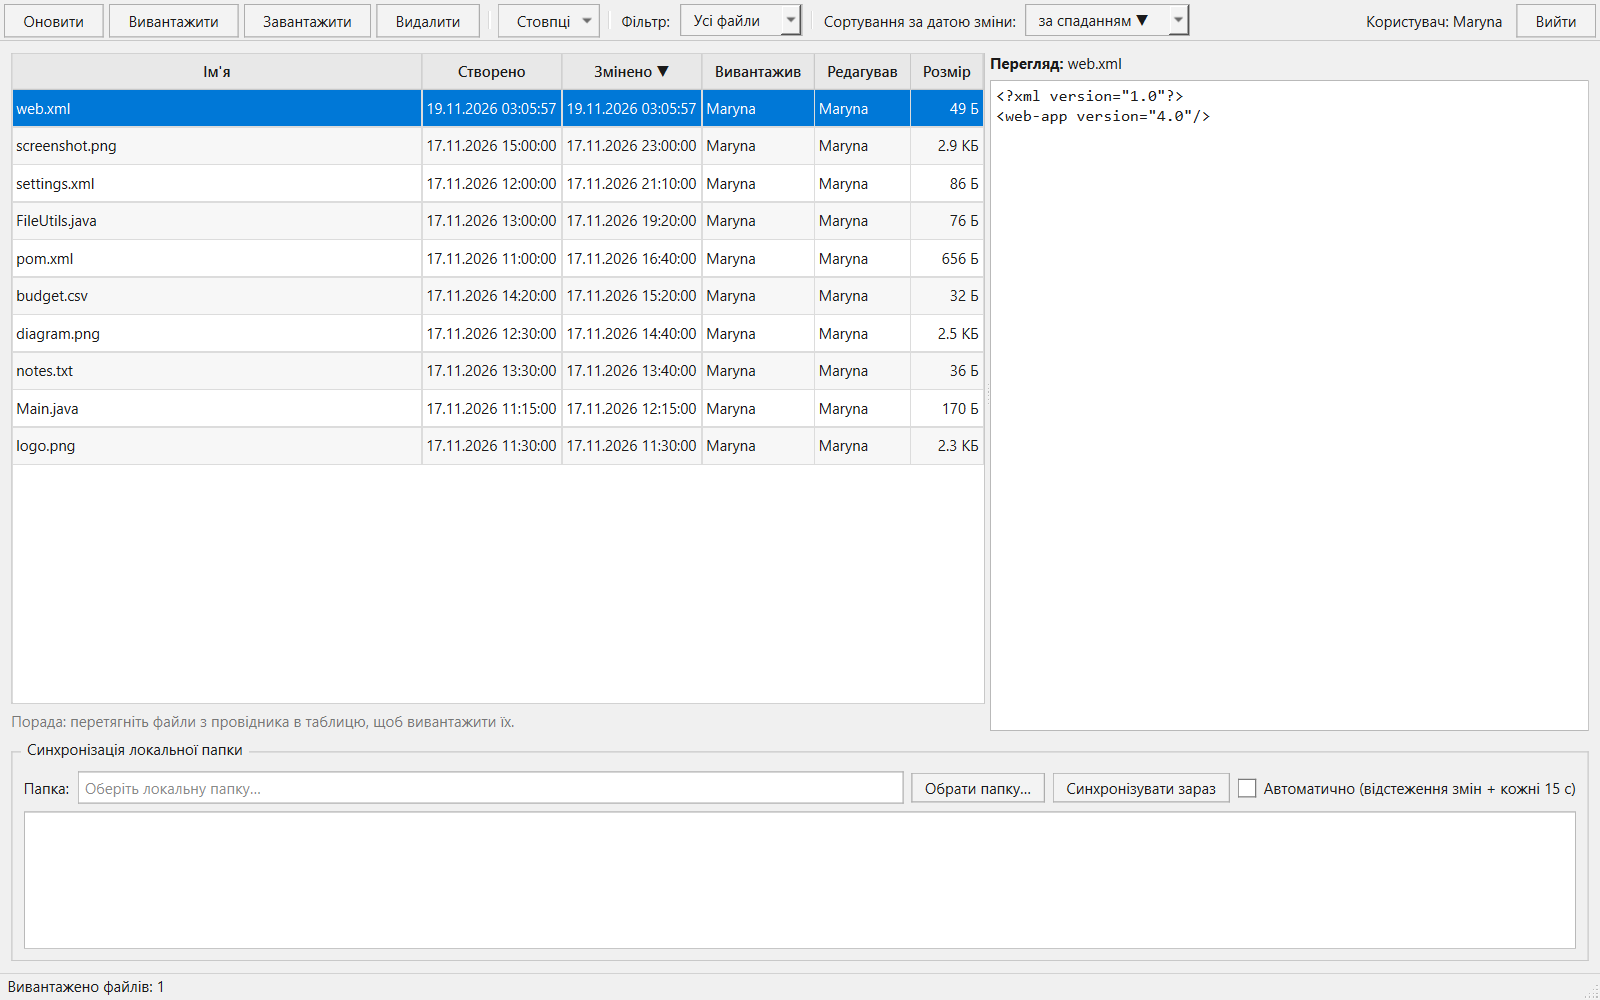 Оновити Вивантажити Завантажити Видалити Стовпці Фільтр: Усі файли Сортування за датою зміни: за спаданням ▼ Користувач: Maryna Вийти
Ім'я Створено Змінено ▼ Вивантажив Редагував Розмір
web.xml 19.11.2026 03:05:57 19.11.2026 03:05:57 Maryna Maryna 49 Б
screenshot.png 17.11.2026 15:00:00 17.11.2026 23:00:00 Maryna Maryna 2.9 КБ
settings.xml 17.11.2026 12:00:00 17.11.2026 21:10:00 Maryna Maryna 86 Б
FileUtils.java 17.11.2026 13:00:00 17.11.2026 19:20:00 Maryna Maryna 76 Б
pom.xml 17.11.2026 11:00:00 17.11.2026 16:40:00 Maryna Maryna 656 Б
budget.csv 17.11.2026 14:20:00 17.11.2026 15:20:00 Maryna Maryna 32 Б
diagram.png 17.11.2026 12:30:00 17.11.2026 14:40:00 Maryna Maryna 2.5 КБ
notes.txt 17.11.2026 13:30:00 17.11.2026 13:40:00 Maryna Maryna 36 Б
Main.java 17.11.2026 11:15:00 17.11.2026 12:15:00 Maryna Maryna 170 Б
logo.png 17.11.2026 11:30:00 17.11.2026 11:30:00 Maryna Maryna 2.3 КБ
Порада: перетягніть файли з провідника в таблицю, щоб вивантажити їх.
Перегляд: web.xml
<?xml version="1.0"?>
<web-app version="4.0"/>
Синхронізація локальної папки
Папка: Оберіть локальну папку... Обрати папку... Синхронізувати зараз Автоматично (відстеження змін + кожні 15 с)
Вивантажено файлів: 1